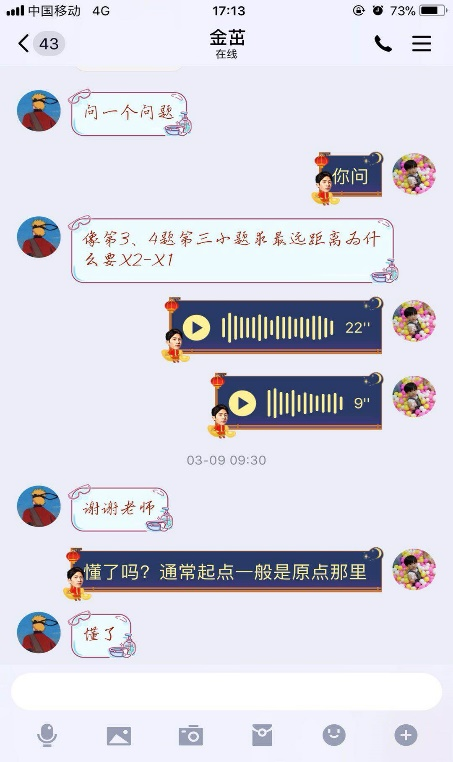 中国移动 4G
17:13
73%
43
金茁
在线
问一个问题
你问
像第3、4题第三小题求最远距离为什
么要X2-X1
22''
9''
03-09 09:30
谢谢老师
懂了吗？通常起点一般是原点那里
懂了